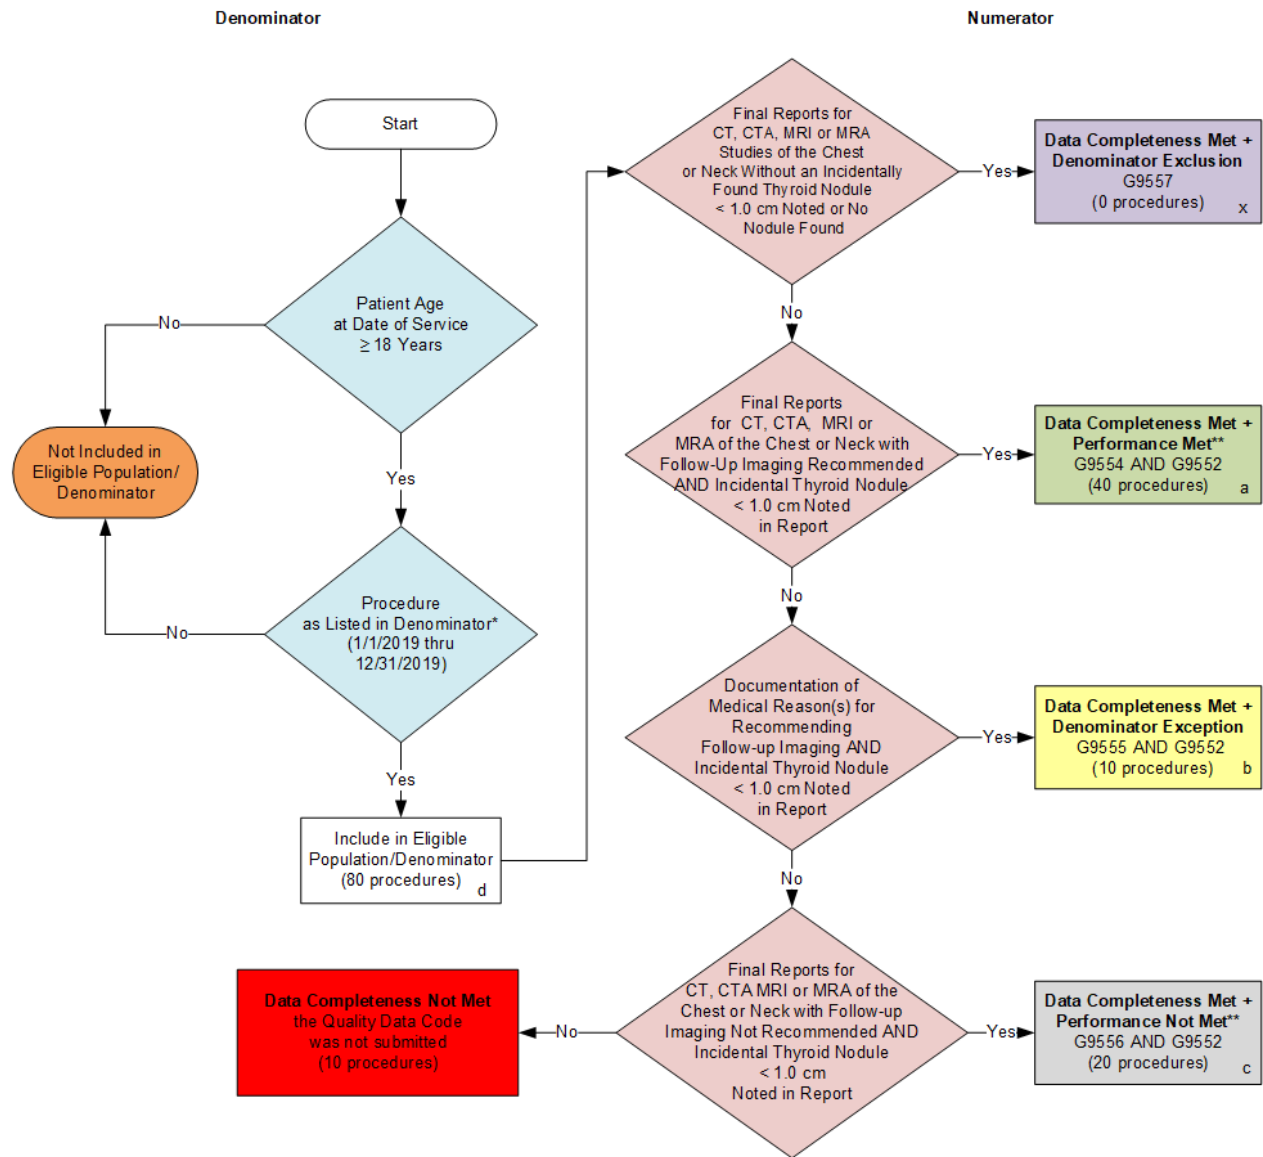 Denominator
Numerator
Start
Patient Age
at Date of Service
≥ 18 Years
No
Yes
Not Included in
Eligible Population/
Denominator
Procedure
as Listed in Denominator*
(1/1/2019 thru
12/31/2019)
No
Yes
Include in Eligible
Population/Denominator
(80 procedures)
d
Final Reports for
CT, CTA, MRI or MRA
Studies of the Chest
or Neck Without an Incidentally
Found Thyroid Nodule
< 1.0 cm Noted or No
Nodule Found
Yes
Data Completeness Met +
Denominator Exclusion
G9557
(0 procedures)
x
No
Final Reports
for CT, CTA, MRI or
MRA of the Chest or Neck with
Follow-Up Imaging Recommended
AND Incidental Thyroid Nodule
< 1.0 cm Noted
in Report
Yes
Data Completeness Met +
Performance Met**
G9554 AND G9552
(40 procedures)
a
No
Documentation of
Medical Reason(s) for
Recommending
Follow-up Imaging AND
Incidental Thyroid Nodule
< 1.0 cm Noted
in Report
Yes
Data Completeness Met +
Denominator Exception
G9555 AND G9552
(10 procedures)
b
No
Final Reports for
CT, CTA MRI or MRA of the
Chest or Neck with Follow-up
Imaging Not Recommended AND
Incidental Thyroid Nodule
< 1.0 cm
Noted in Report
Yes
Data Completeness Met +
Performance Not Met**
G9556 AND G9552
(20 procedures)
c
No
Data Completeness Not Met
the Quality Data Code
was not submitted
(10 procedures)